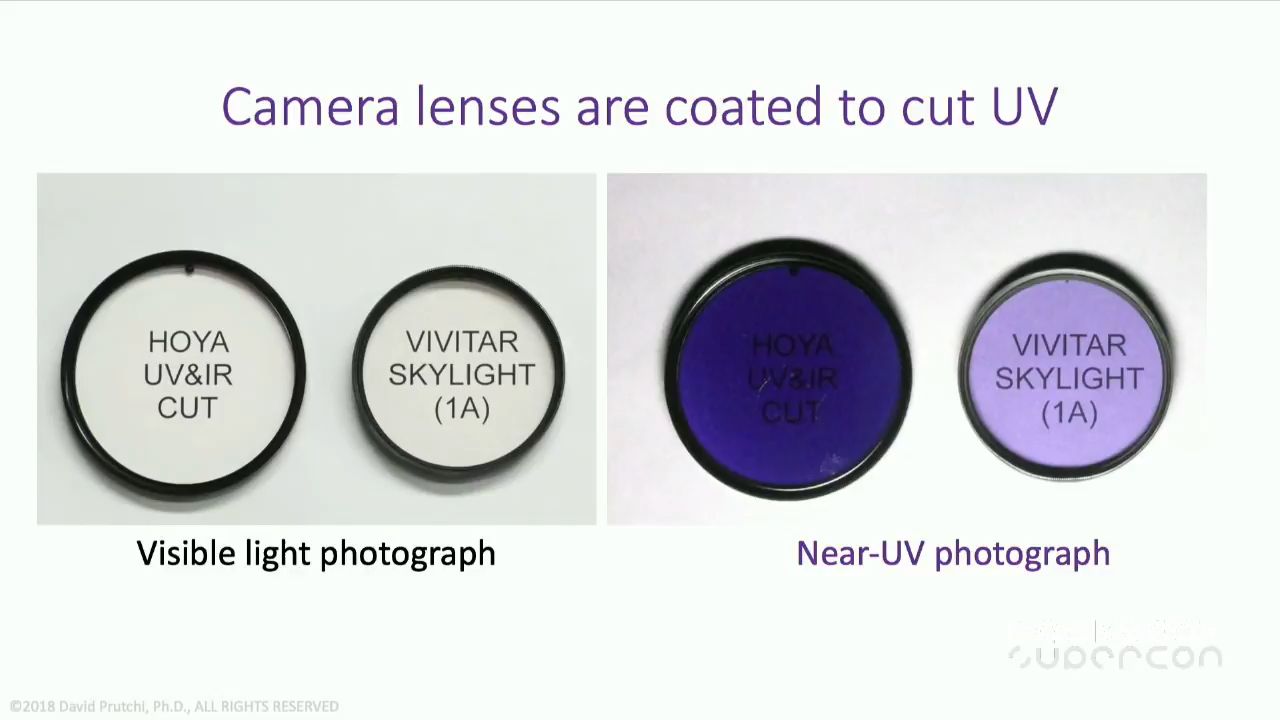 Camera lenses are coated to cut UV
HOYA
UV&IR
CUT
VIVITAR
SKYLIGHT
(1A)
HOYA
UV&IR
CUT
VIVITAR
SKYLIGHT
(1A)
Visible light photograph
Near-UV photograph
supercon
©2018 David Prutchi, Ph.D., ALL RIGHTS RESERVED